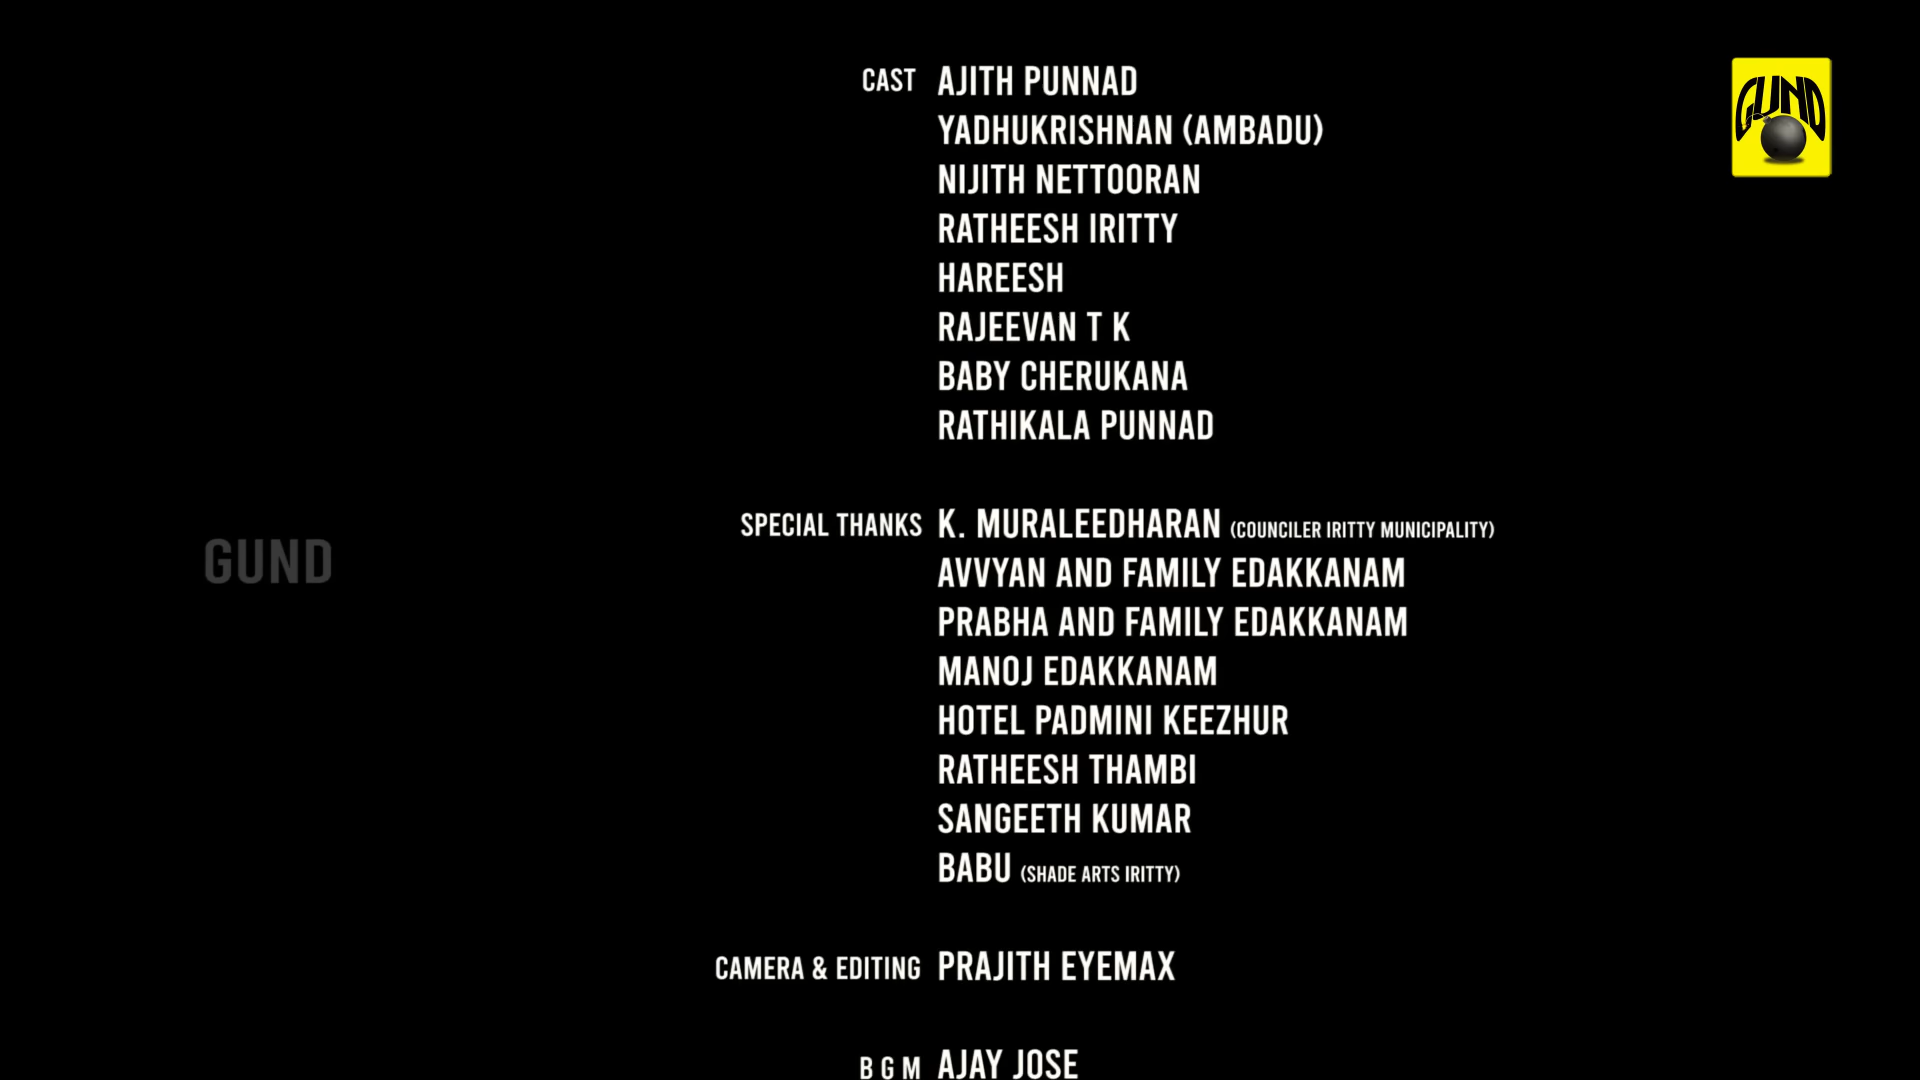 CAST AJITH PUNNAD
YADHUKRISHNAN (AMBADU)
NIJITH NETTOORAN
RATHEESH IRITTY
HAREESH
RAJEEVAN T K
BABY CHERUKANA
RATHIKALA PUNNAD
SPECIAL THANKS K. MURALEEDHARAN (COUNCILER IRITTY MUNICIPALITY)
AVVYAN AND FAMILY EDAKKANAM
PRABHA AND FAMILY EDAKKANAM
MANOJ EDAKKANAM
HOTEL PADMINI KEEZHUR
RATHEESH THAMBI
SANGEETH KUMAR
BABU (SHADE ARTS IRITTY)
CAMERA & EDITING PRAJITH EYEMAX
B G M AJAY JOSE
GUND
GUND